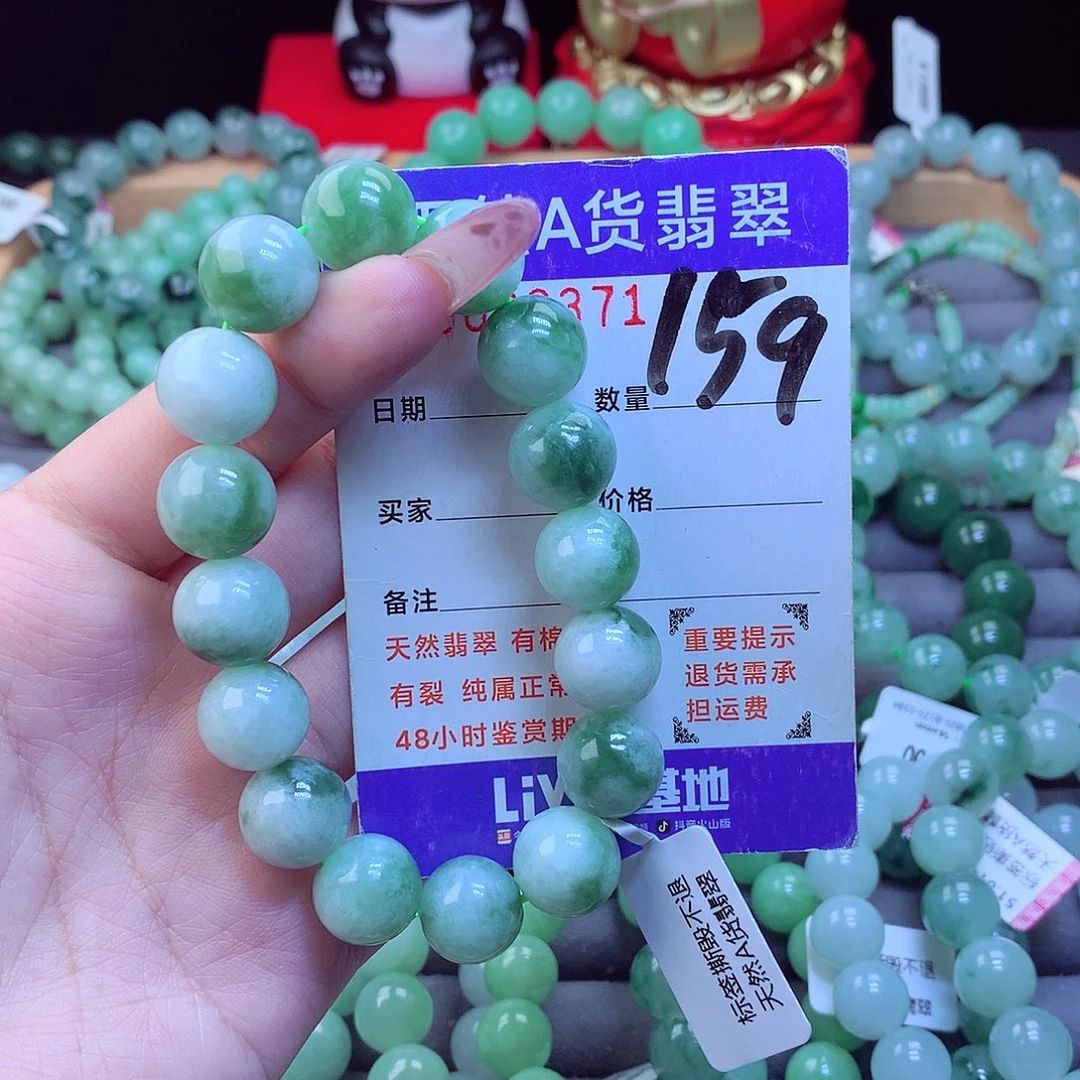 A货翡翠
371
159
日期
数量
买家
价格
备注
天然翡翠 有棉
有裂 纯属正常
48小时鉴赏期
重要提示
退货需承
担运费
基地
抖音火山版
标签撕毁不退
天然A货翡翠